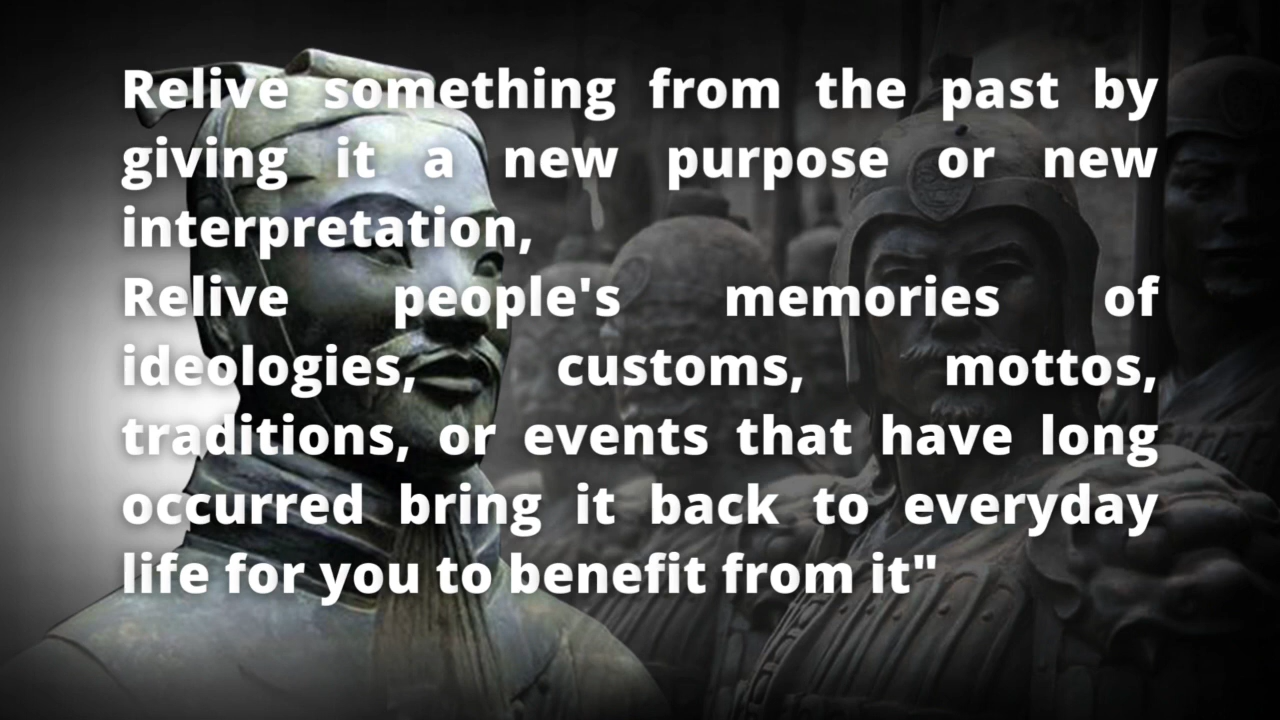 Relive something from the past by
giving it a new purpose or new
interpretation,
Relive people's memories of
ideologies, customs, mottos,
traditions, or events that have long
occurred bring it back to everyday
life for you to benefit from it"